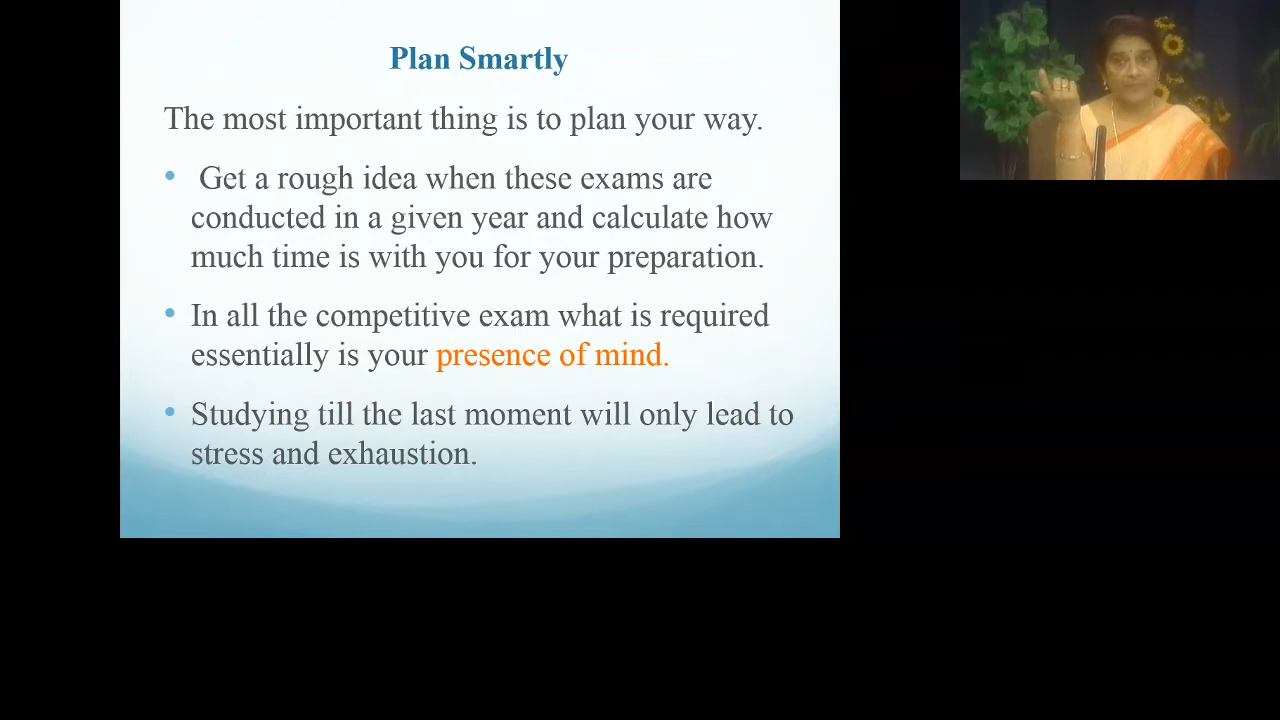 Plan Smartly
The most important thing is to plan your way.
• Get a rough idea when these exams are
conducted in a given year and calculate how
much time is with you for your preparation.
• In all the competitive exam what is required
essentially is your presence of mind.
• Studying till the last moment will only lead to
stress and exhaustion.